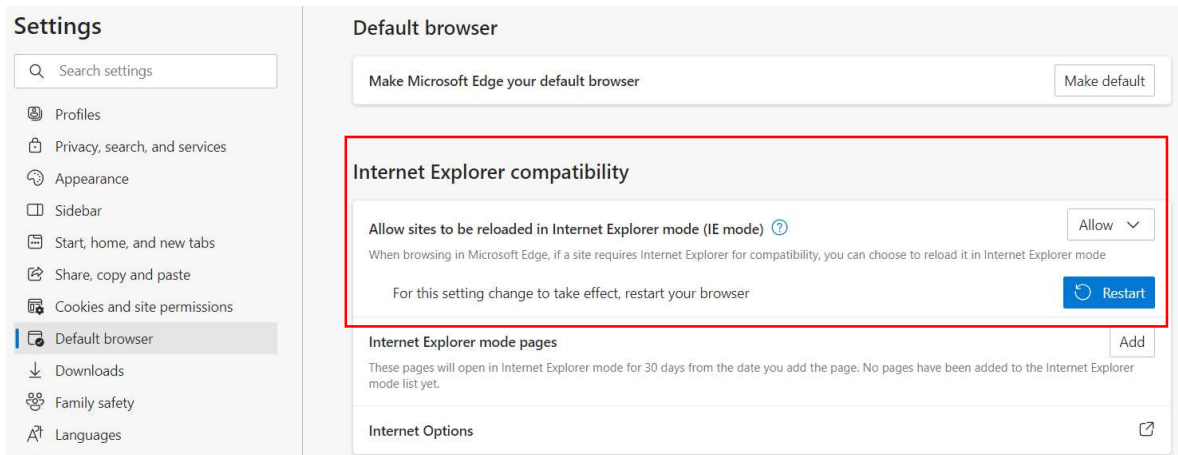 Settings
Search settings
Profiles
Privacy, search, and services
Appearance
Sidebar
Start, home, and new tabs
Share, copy and paste
Cookies and site permissions
Default browser
Downloads
Family safety
Languages
Default browser
Make Microsoft Edge your default browser
Make default
Internet Explorer compatibility
Allow sites to be reloaded in Internet Explorer mode (IE mode)
Allow
When browsing in Microsoft Edge, if a site requires Internet Explorer for compatibility, you can choose to reload it in Internet Explorer mode
For this setting change to take effect, restart your browser
Restart
Internet Explorer mode pages
Add
These pages will open in Internet Explorer mode for 30 days from the date you add the page. No pages have been added to the Internet Explorer
mode list yet.
Internet Options